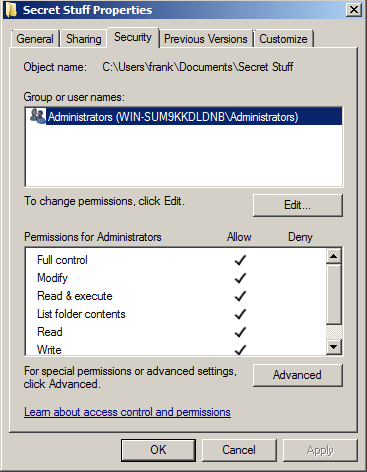 Secret Stuff Properties
General
Sharing
Security
Previous Versions
Customize
Object name: C:\Users\frank\Documents\Secret Stuff
Group or user names:
Administrators (WIN-SUM9KKDLDNB\Administrators)
To change permissions, click Edit.
Edit...
Permissions for Administrators Allow Deny
Full control
Modify
Read & execute
List folder contents
Read
Write
For special permissions or advanced settings,
click Advanced.
Advanced
Learn about access control and permissions
OK
Cancel
Apply